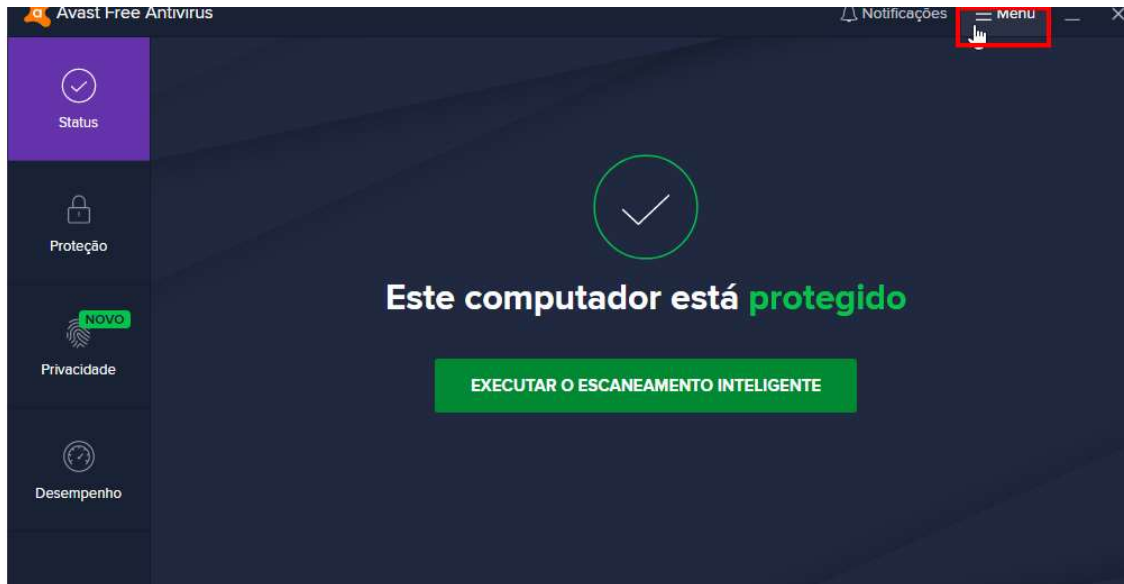 Avast Free Antivirus
Notificações
Menu
Status
Proteção
NOVO
Privacidade
Desempenho
Este computador está protegido
EXECUTAR O ESCANEAMENTO INTELIGENTE